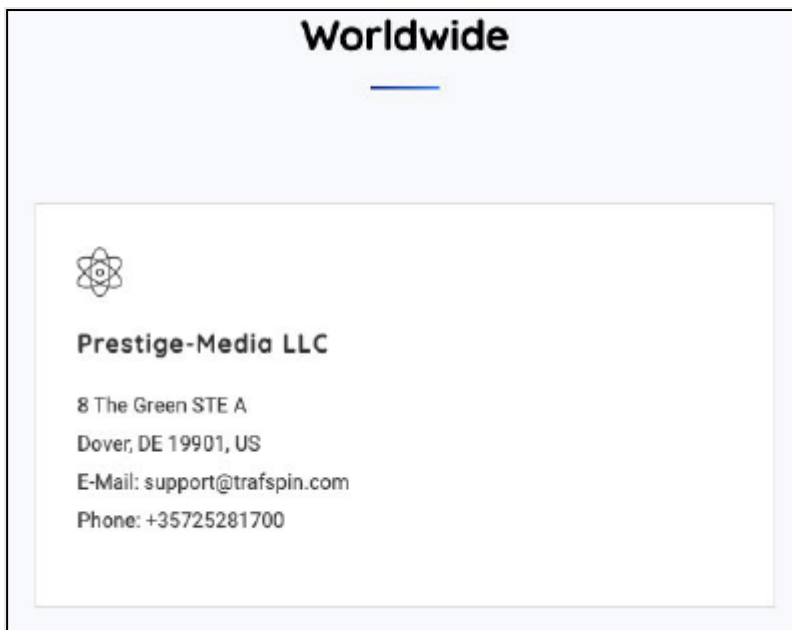 Worldwide
Prestige-Media LLC
8 The Green STE A
Dover, DE 19901, US
E-Mail: support@trafspin.com
Phone: +35725281700